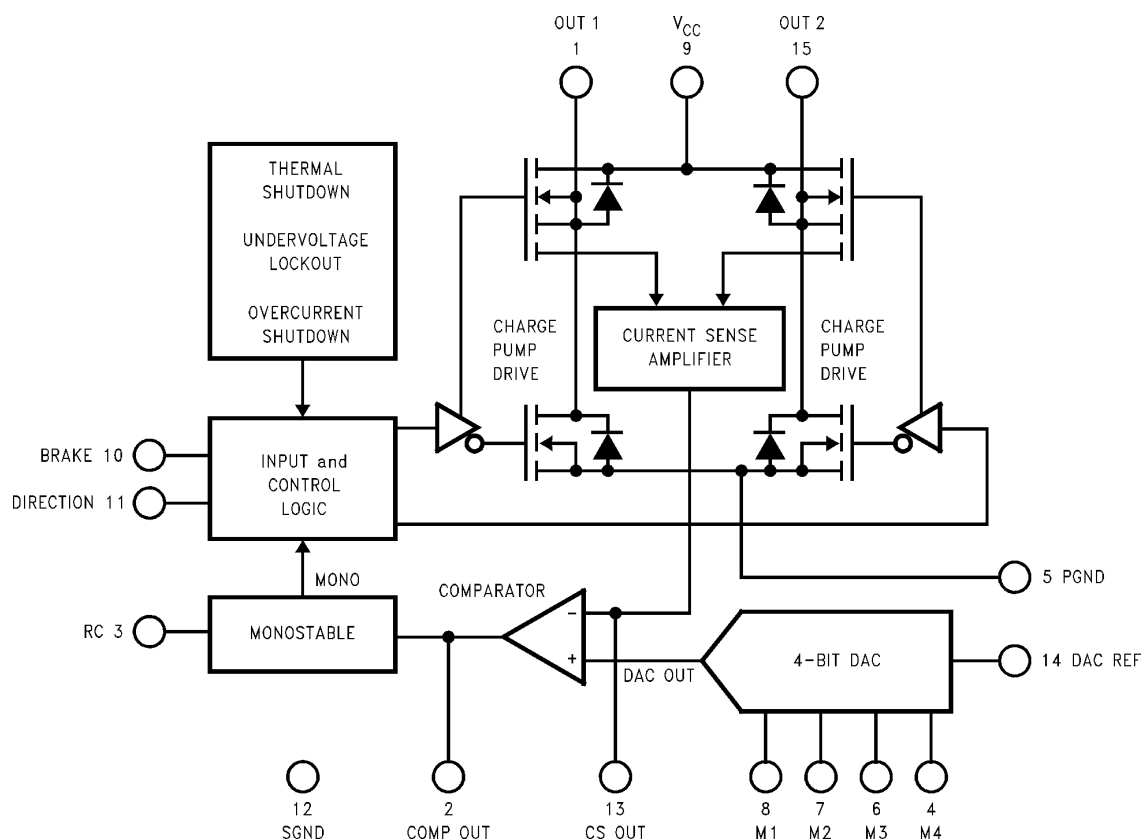 OUT 1
V_CC
OUT 2
1
9
15
THERMAL
SHUTDOWN
UNDERVOLTAGE
LOCKOUT
OVERCURRENT
SHUTDOWN
CHARGE
PUMP
DRIVE
CURRENT SENSE
AMPLIFIER
CHARGE
PUMP
DRIVE
BRAKE 10
DIRECTION 11
INPUT and
CONTROL
LOGIC
MONO
COMPARATOR
5 PGND
RC 3
MONOSTABLE
−
+
DAC OUT
4-BIT DAC
14 DAC REF
12
SGND
2
COMP OUT
13
CS OUT
8
M1
7
M2
6
M3
4
M4